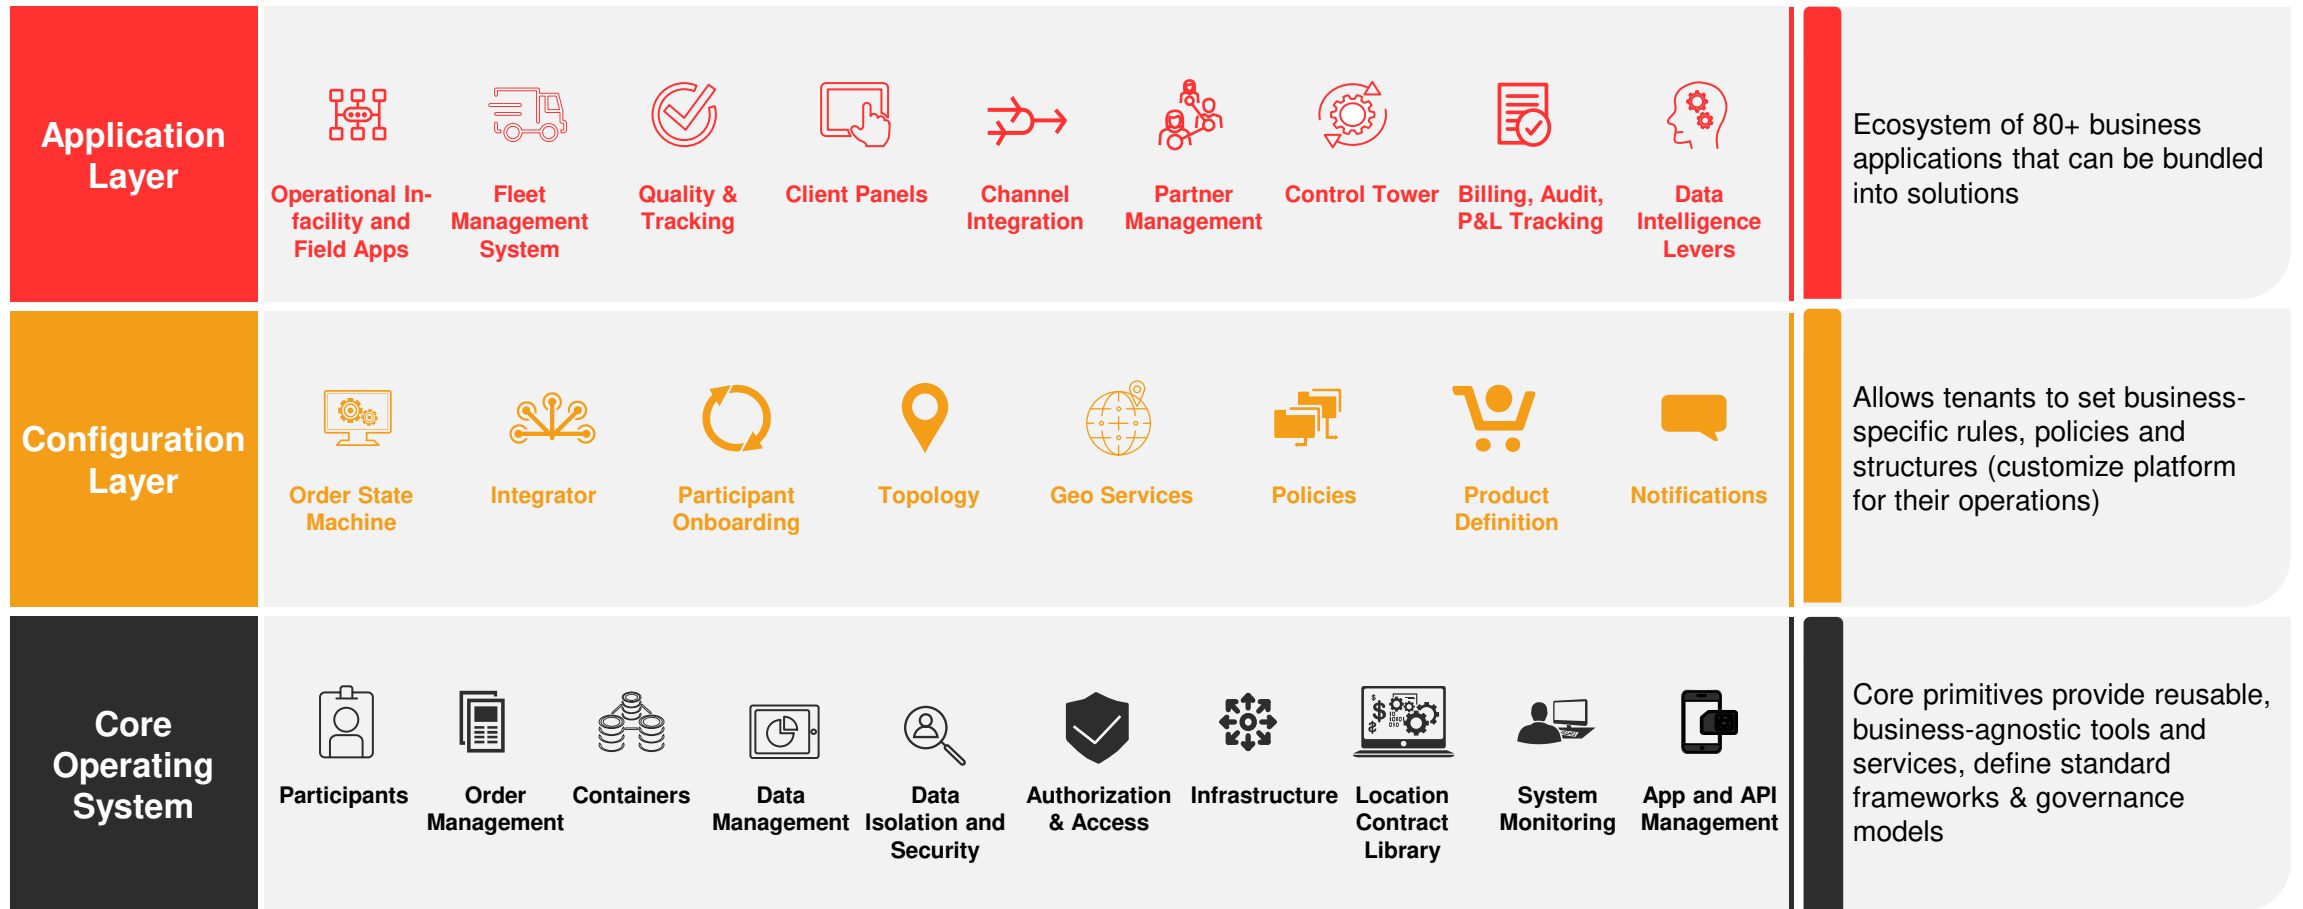 Application
Layer
Operational In-
facility and
Field Apps
Fleet
Management
System
Quality &
Tracking
Client Panels
Channel
Integration
Partner
Management
Control Tower
Billing, Audit,
P&L Tracking
Data
Intelligence
Levers
Ecosystem of 80+ business
applications that can be bundled
into solutions
Configuration
Layer
Order State
Machine
Integrator
Participant
Onboarding
Topology
Geo Services
Policies
Product
Definition
Notifications
Allows tenants to set business-
specific rules, policies and
structures (customize platform
for their operations)
Core
Operating
System
Participants
Order
Management
Containers
Data
Management
Data
Isolation and
Security
Authorization
& Access
Infrastructure
Location
Contract
Library
System
Monitoring
App and API
Management
Core primitives provide reusable,
business-agnostic tools and
services, define standard
frameworks & governance
models